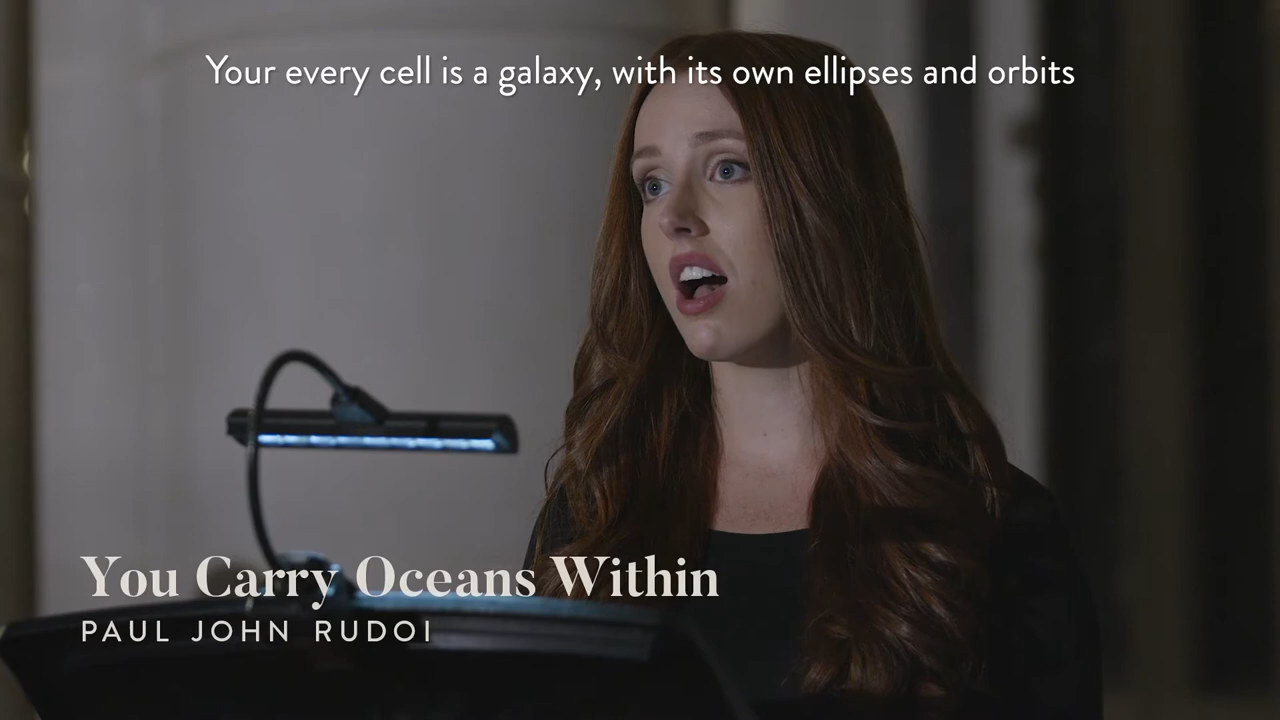 Your every cell is a galaxy, with its own ellipses and orbits
You Carry Oceans Within
PAUL JOHN RUDOI